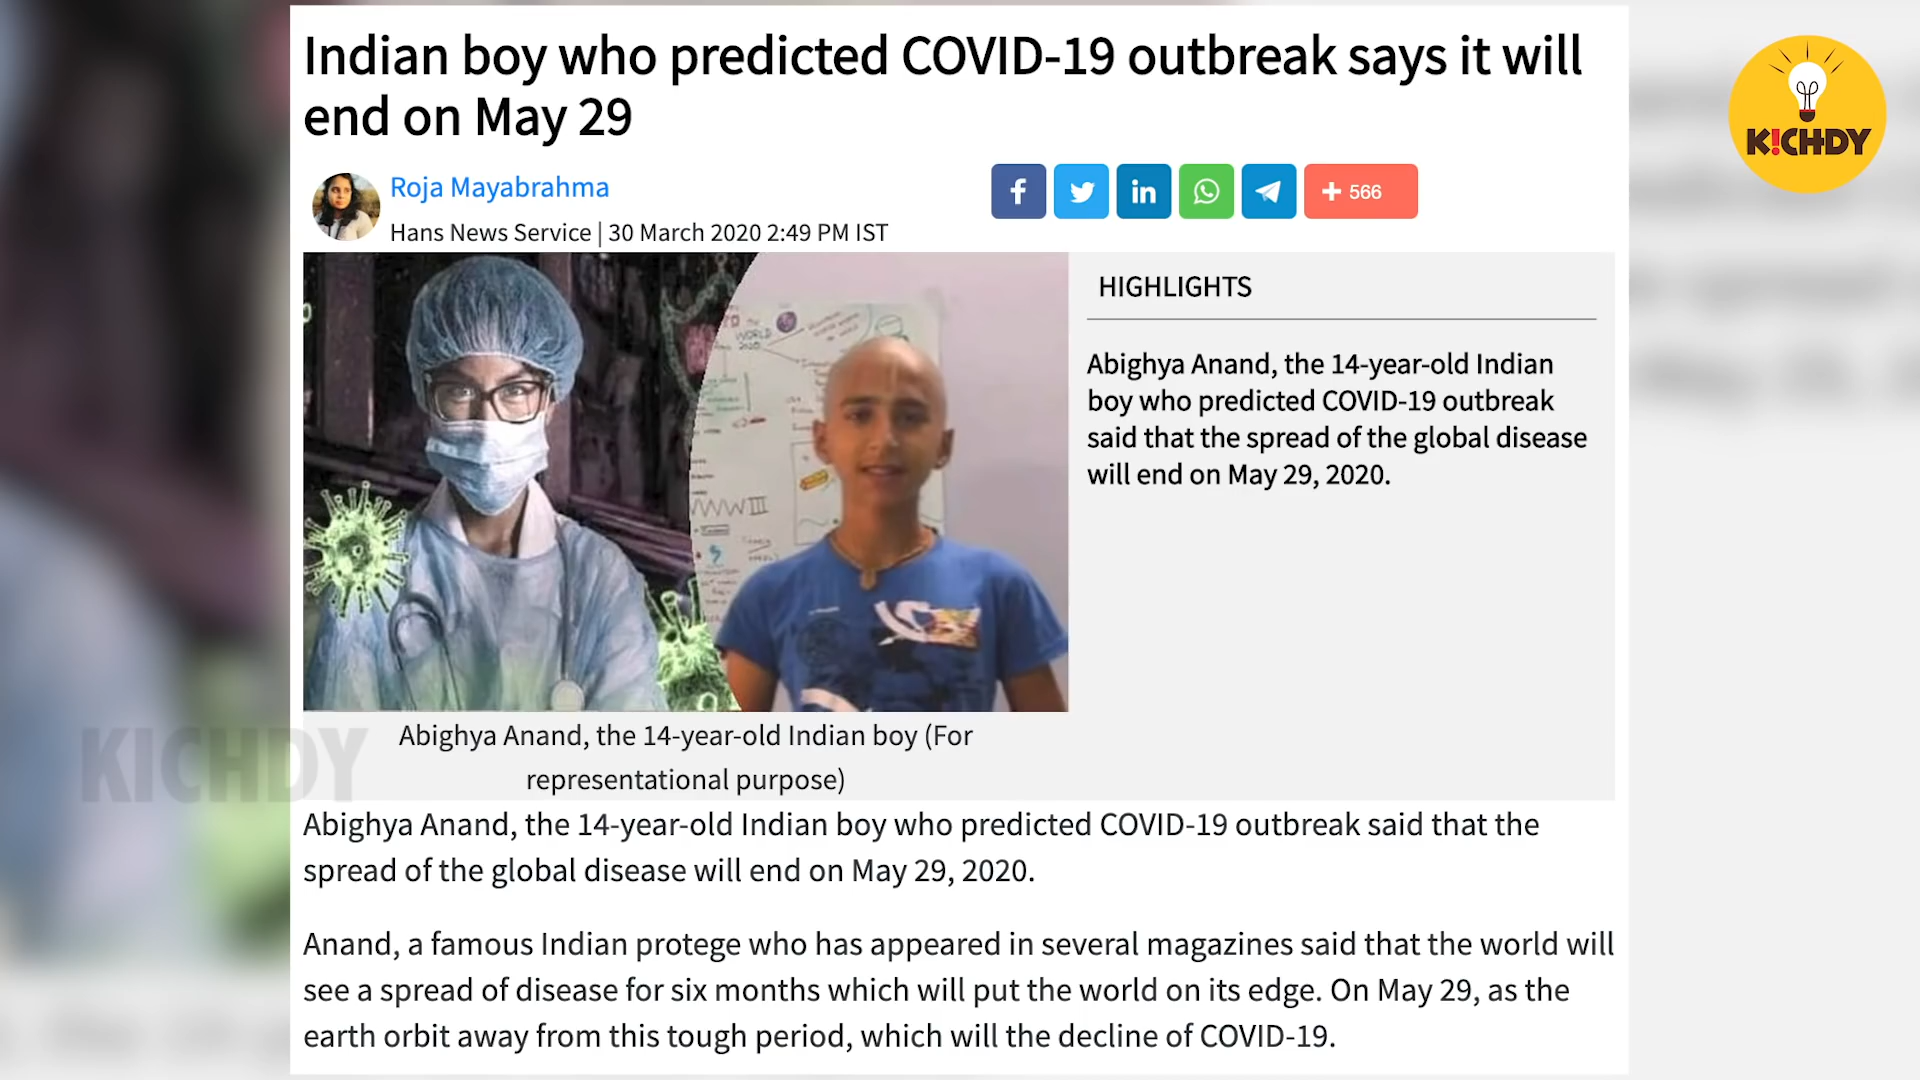 Indian boy who predicted COVID-19 outbreak says it will
end on May 29
K!CHDY
Roja Mayabrahma
Hans News Service | 30 March 2020 2:49 PM IST
f
in
+ 566
WORLD
2020
WWIII
HIGHLIGHTS
Abighya Anand, the 14-year-old Indian
boy who predicted COVID-19 outbreak
said that the spread of the global disease
will end on May 29, 2020.
Abighya Anand, the 14-year-old Indian boy (For
representational purpose)
KICHDY
Abighya Anand, the 14-year-old Indian boy who predicted COVID-19 outbreak said that the
spread of the global disease will end on May 29, 2020.
Anand, a famous Indian protege who has appeared in several magazines said that the world will
see a spread of disease for six months which will put the world on its edge. On May 29, as the
earth orbit away from this tough period, which will the decline of COVID-19.